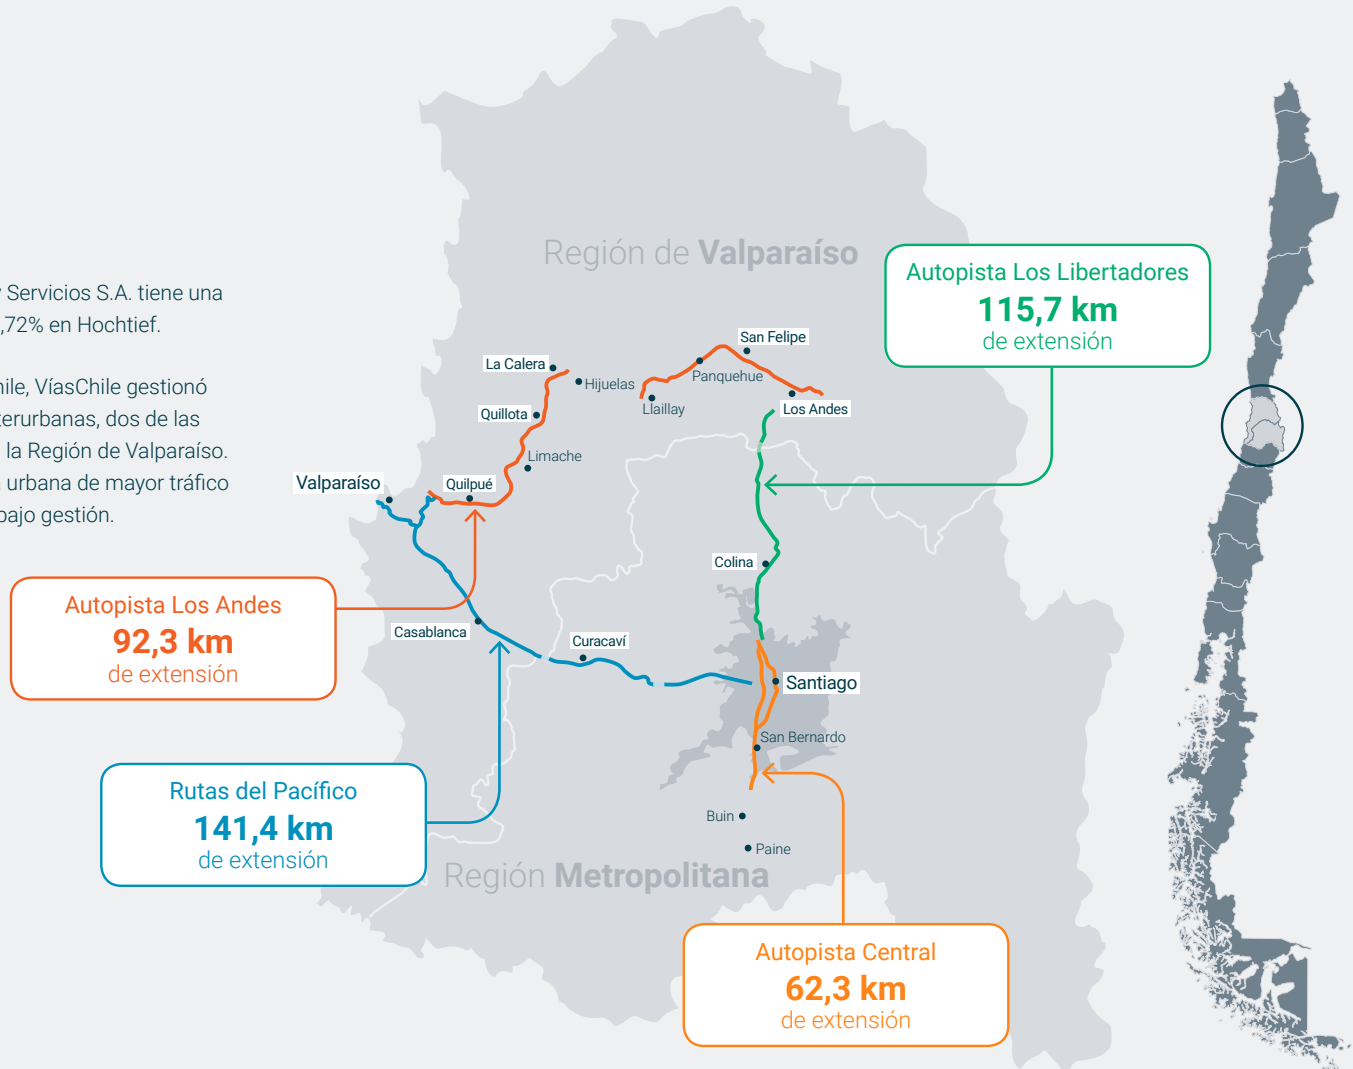 Región de Valparaíso
Autopista Los Libertadores
115,7 km
de extensión
y Servicios S.A. tiene una
,72% en Hochtief.
hile, VíasChile gestionó
terurbanas, dos de las
la Región de Valparaíso.
urbana de mayor tráfico
bajo gestión.
San Felipe
La Calera
Hijuelas
Panquehue
Llaillay
Los Andes
Quillota
Limache
Valparaíso
Quilpué
Colina
Autopista Los Andes
92,3 km
de extensión
Casablanca
Curacaví
Santiago
San Bernardo
Rutas del Pacífico
141,4 km
de extensión
Buin
Paine
Región Metropolitana
Autopista Central
62,3 km
de extensión